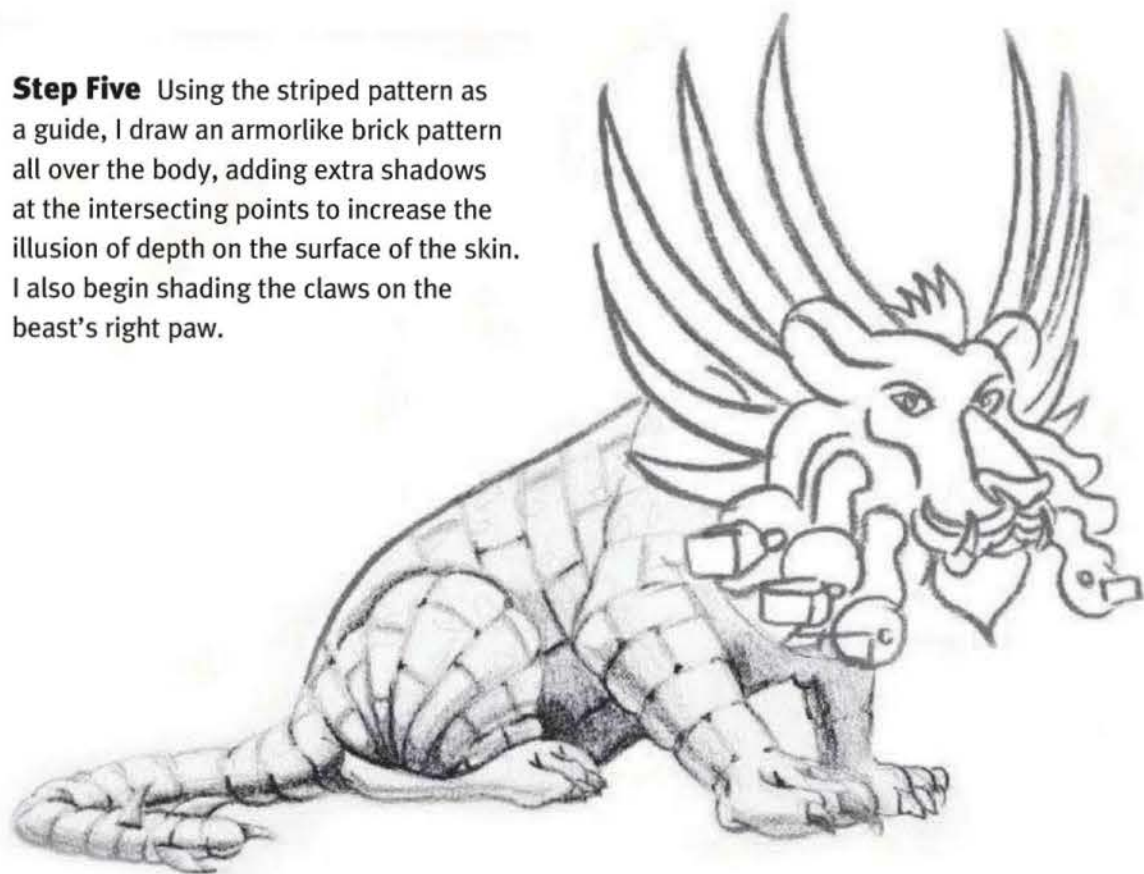 Step Five Using the striped pattern as
a guide, I draw an armorlike brick pattern
all over the body, adding extra shadows
at the intersecting points to increase the
illusion of depth on the surface of the skin.
I also begin shading the claws on the
beast's right paw.